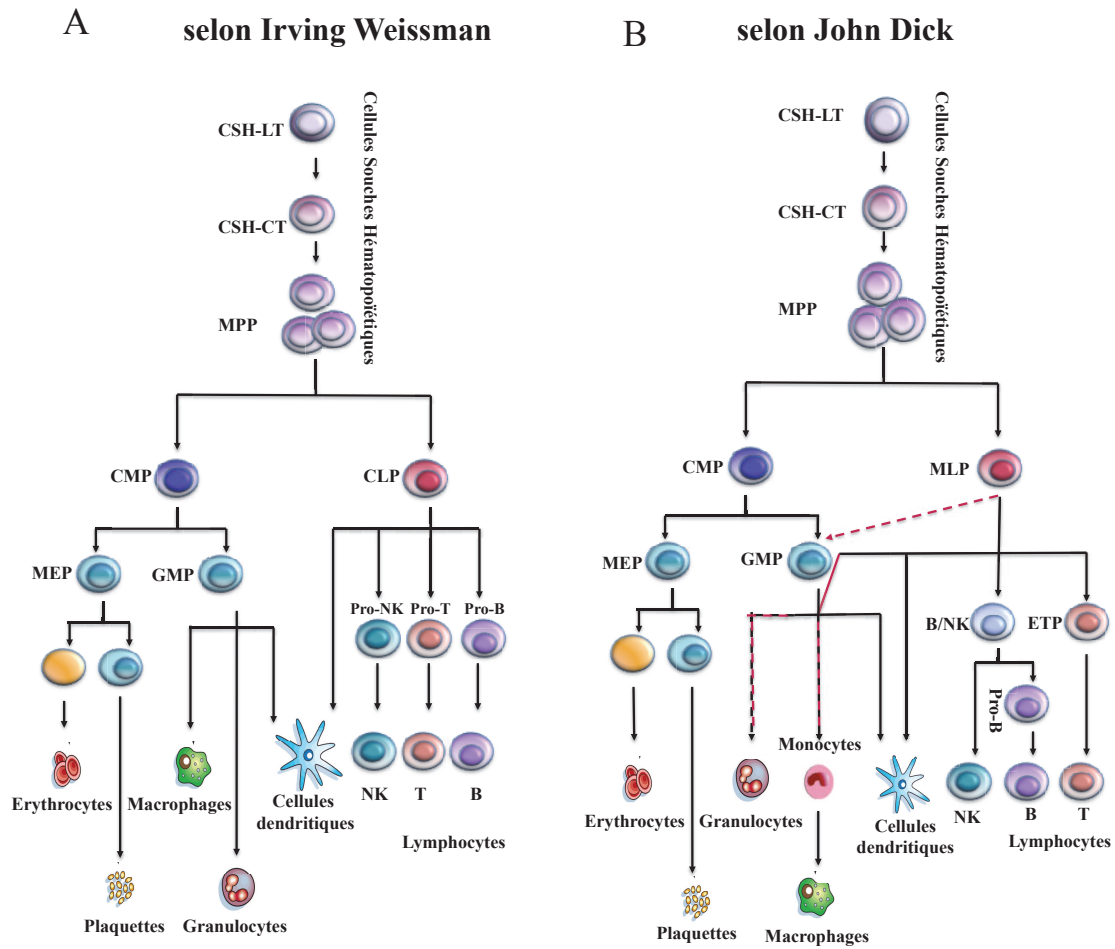 A
selon Irving Weissman
CSH-LT
CSH-CT
MPP
Cellules Souches Hématopoïétiques
CMP
CLP
MEP
GMP
Pro-NK
Pro-T
Pro-B
Erythrocytes
Macrophages
Cellules
dendritiques
NK
T
B
Lymphocytes
Plaquettes
Granulocytes
B
selon John Dick
CSH-LT
CSH-CT
MPP
Cellules Souches Hématopoïétiques
CMP
MLP
MEP
GMP
B/NK
ETP
Pro-B
Monocytes
Erythrocytes
Granulocytes
Cellules
dendritiques
NK
B
T
Lymphocytes
Plaquettes
Macrophages